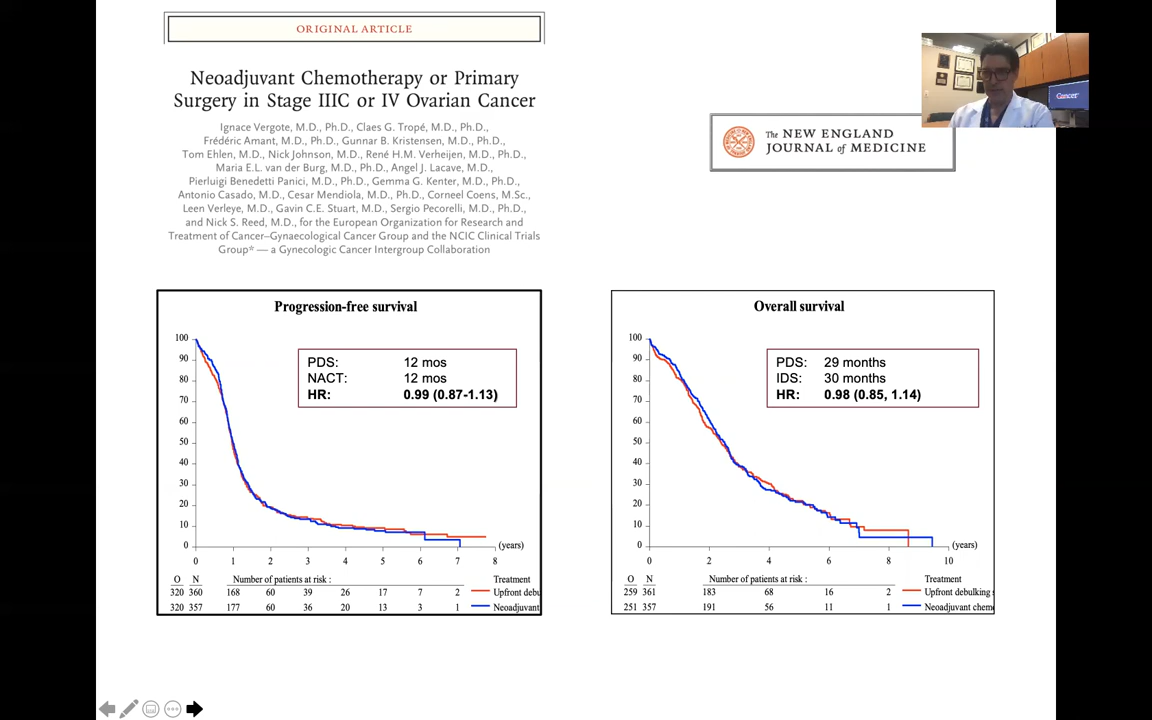 ORIGINAL ARTICLE
Neoadjuvant Chemotherapy or Primary
Surgery in Stage IIIC or IV Ovarian Cancer
Ignace Vergote, M.D., Ph.D., Claes G. Tropé, M.D., Ph.D.,
Frédéric Amant, M.D., Ph.D., Gunnar B. Kristensen, M.D., Ph.D.,
Tom Ehlen, M.D., Nick Johnson, M.D., René H.M. Verheijen, M.D., Ph.D.,
Maria E.L. van der Burg, M.D., Ph.D., Angel J. Lacave, M.D.,
Pierluigi Benedetti Panici, M.D., Ph.D., Gemma G. Kenter, M.D., Ph.D.,
Antonio Casado, M.D., Cesar Mendiola, M.D., Ph.D., Corneel Coens, M.Sc.,
Leen Verleye, M.D., Gavin C.E. Stuart, M.D., Sergio Pecorelli, M.D., Ph.D.,
and Nick S. Reed, M.D., for the European Organization for Research and
Treatment of Cancer–Gynaecological Cancer Group and the NCIC Clinical Trials
Group* — a Gynecologic Cancer Intergroup Collaboration
The NEW ENGLAND
JOURNAL of MEDICINE
Cancer
Progression-free survival
PDS: 12 mos
NACT: 12 mos
HR: 0.99 (0.87-1.13)
100
90
80
70
60
50
40
30
20
10
0
0 1 2 3 4 5 6 7 8
(years)
O N Number of patients at risk : Treatment
320 360 168 60 39 26 17 7 2 Upfront debu
320 357 177 60 36 20 13 3 1 Neoadjuvant
Overall survival
PDS: 29 months
IDS: 30 months
HR: 0.98 (0.85, 1.14)
100
90
80
70
60
50
40
30
20
10
0
0 2 4 6 8 10
(years)
O N Number of patients at risk : Treatment
259 361 183 68 16 2 Upfront debulking s
251 357 191 56 11 1 Neoadjuvant chem